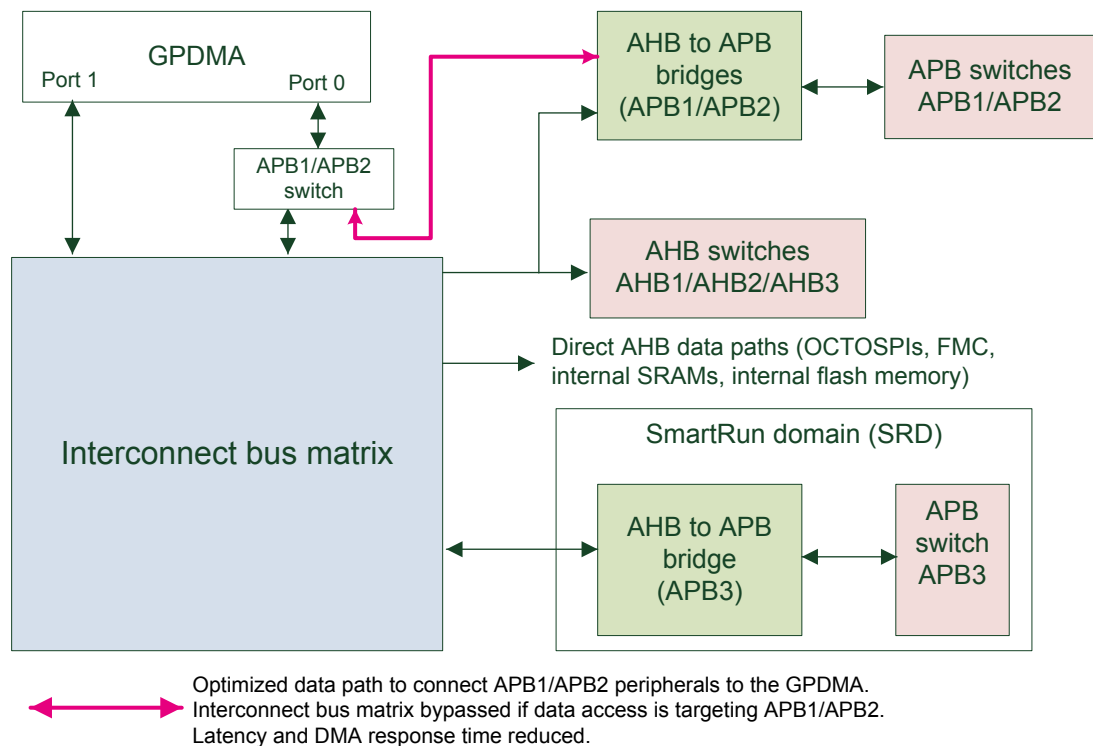 GPDMA
Port 1
Port 0
APB1/APB2
switch
AHB to APB
bridges
(APB1/APB2)
APB switches
APB1/APB2
AHB switches
AHB1/AHB2/AHB3
Direct AHB data paths (OCTOSPIs, FMC,
internal SRAMs, internal flash memory)
Interconnect bus matrix
SmartRun domain (SRD)
AHB to APB
bridge
(APB3)
APB
switch
APB3
Optimized data path to connect APB1/APB2 peripherals to the GPDMA.
Interconnect bus matrix bypassed if data access is targeting APB1/APB2.
Latency and DMA response time reduced.